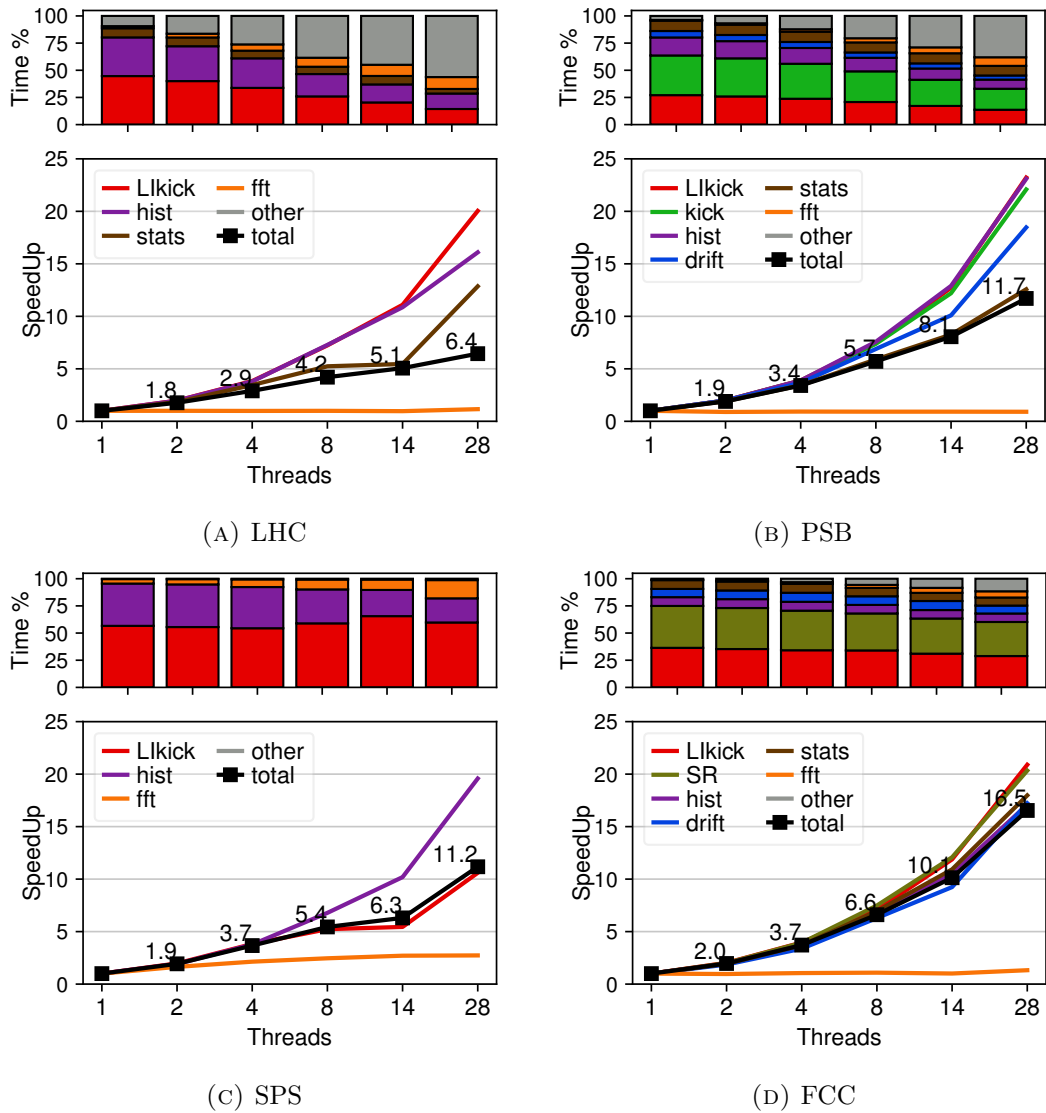 100
75
50
25
0
Time %
25
20
15
10
5
0
SpeedUp
LIkick
hist
stats
fft
other
total
1.8
2.9
4.2
5.1
6.4
1 2 4 8 14 28
Threads
(A) LHC
100
75
50
25
0
Time %
25
20
15
10
5
0
SpeedUp
LIkick
kick
hist
drift
stats
fft
other
total
1.9
3.4
5.7
8.1
11.7
1 2 4 8 14 28
Threads
(B) PSB
100
75
50
25
0
Time %
25
20
15
10
5
0
SpeedUp
LIkick
hist
fft
other
total
1.9
3.7
5.4
6.3
11.2
1 2 4 8 14 28
Threads
(C) SPS
100
75
50
25
0
Time %
25
20
15
10
5
0
SpeedUp
LIkick
SR
hist
drift
stats
fft
other
total
2.0
3.7
6.6
10.1
16.5
1 2 4 8 14 28
Threads
(D) FCC